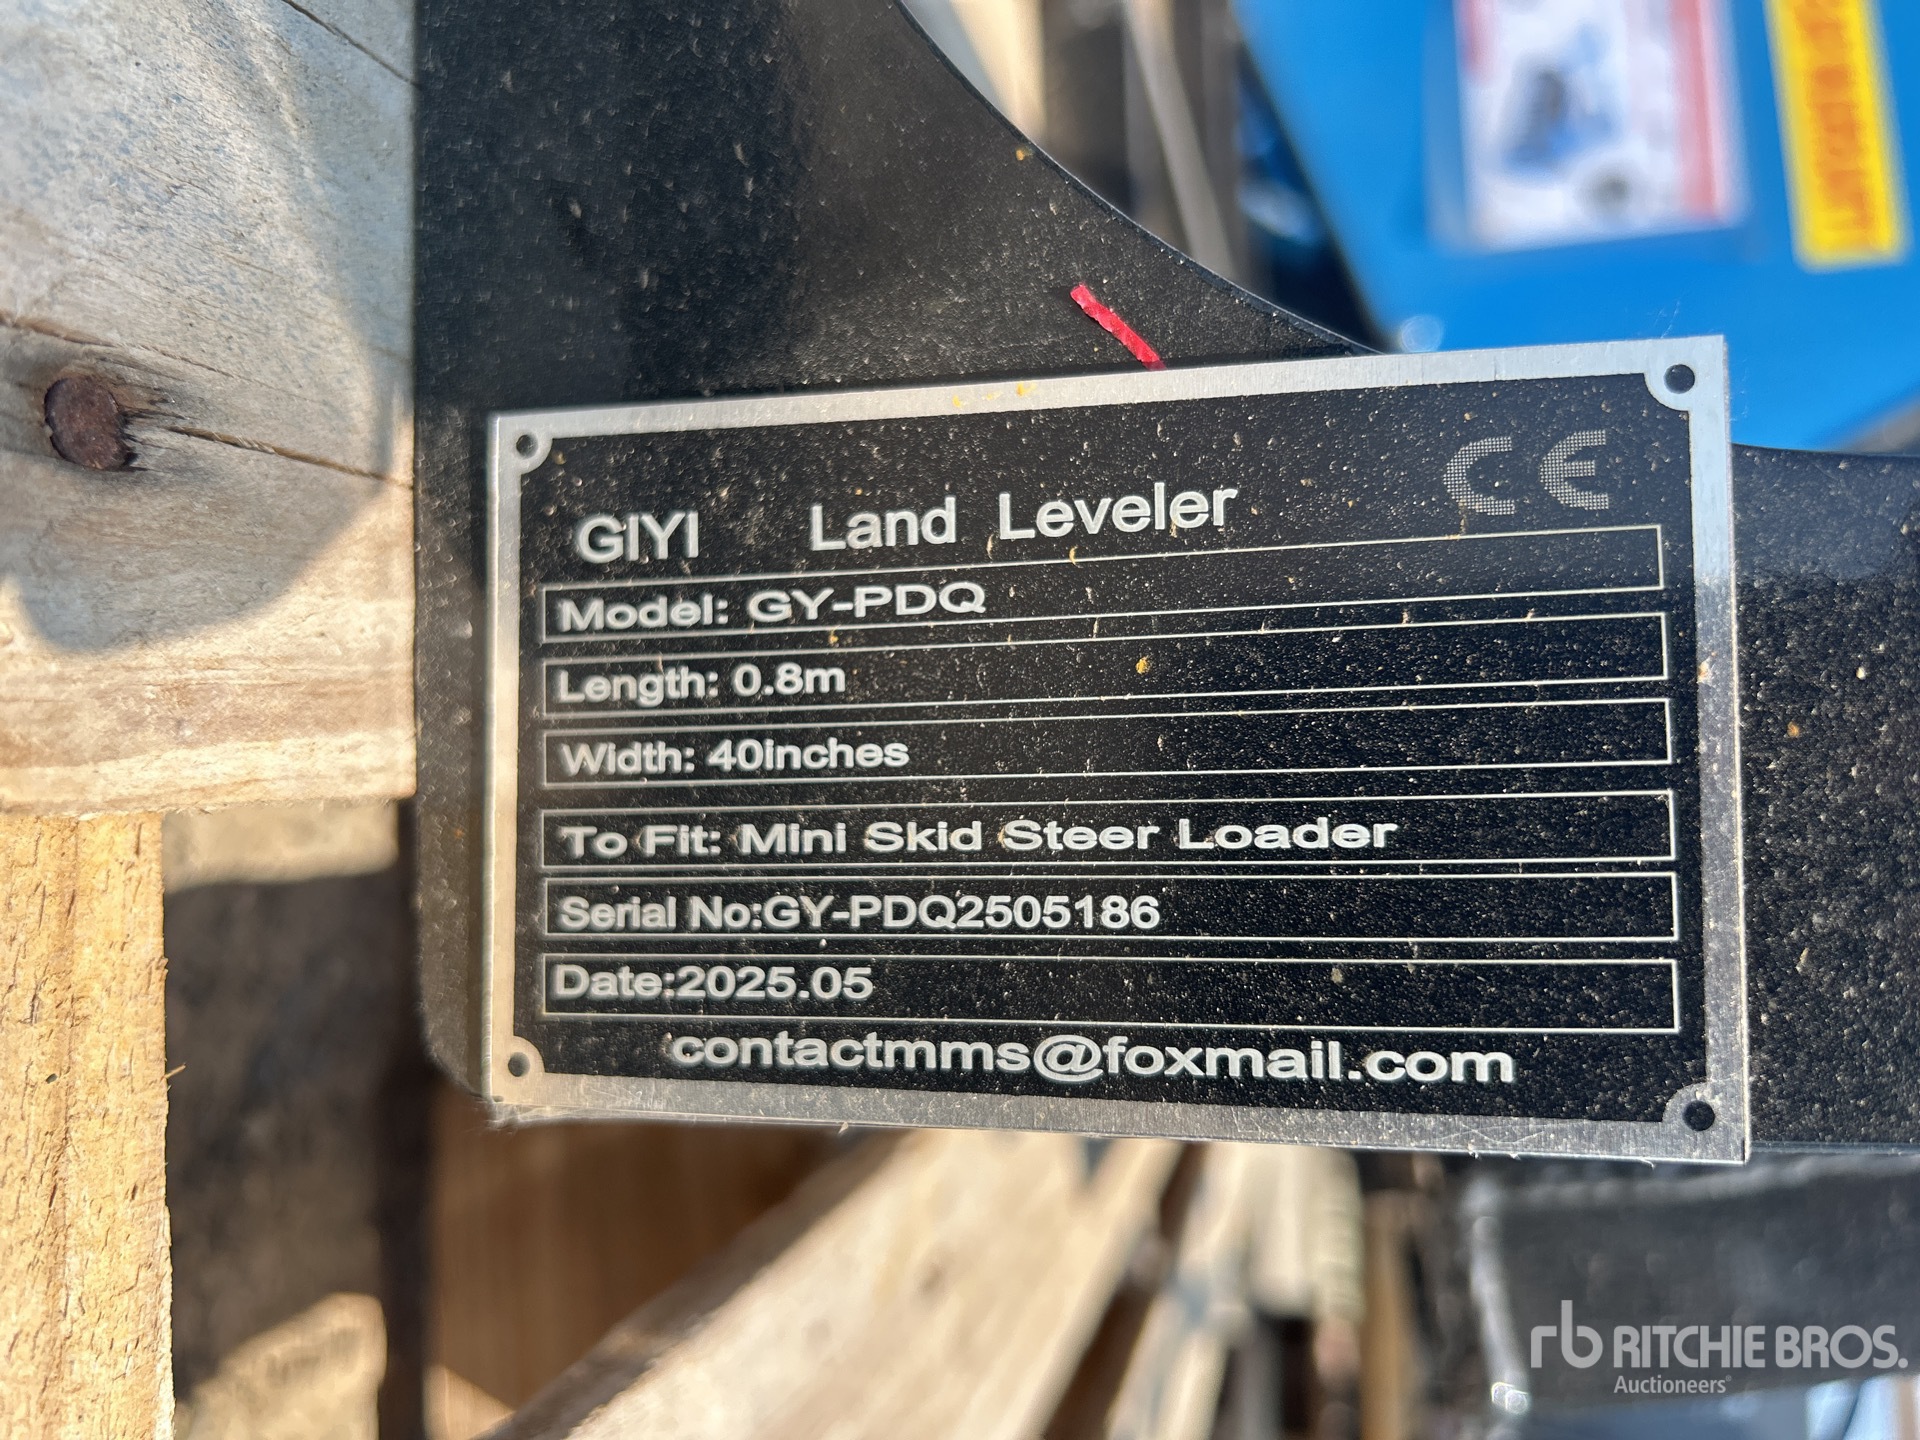 GIYI Land Leveler CE
Model: GY-PDQ
Length: 0.8m
Width: 40inches
To Fit: Mini Skid Steer Loader
Serial No:GY-PDQ2505186
Date:2025.05
contactmms@foxmail.com
rb RITCHIE BROS.
Auctioneers